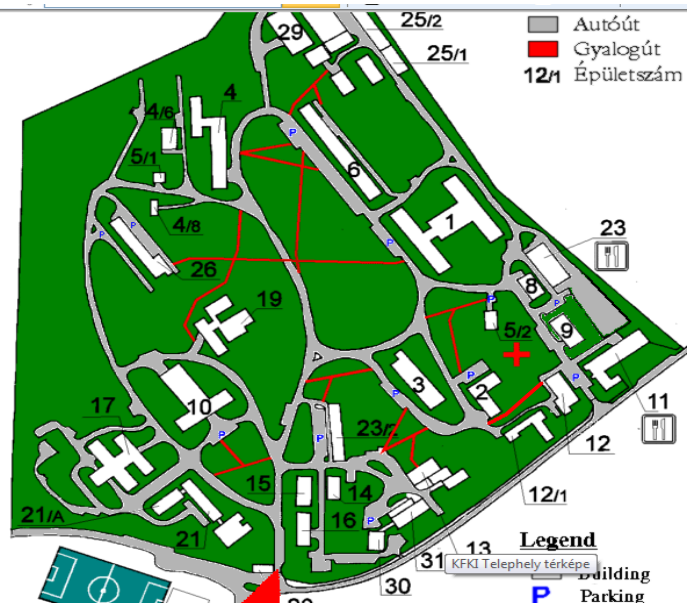 25/2
29
Autóút
25/1
Gyalogút
12/1 Épületszám
4
4/6
P
5/1
6
1
4/8
P
P
P
23
26
8
P
P
19
5/2
9
P
3
2
P
11
10
P
17
P
23/2
12
P
15
14
12/1
21/A
16
P
21
31
13
Legend
KFKI Telephely térképe
Building
30
P Parking